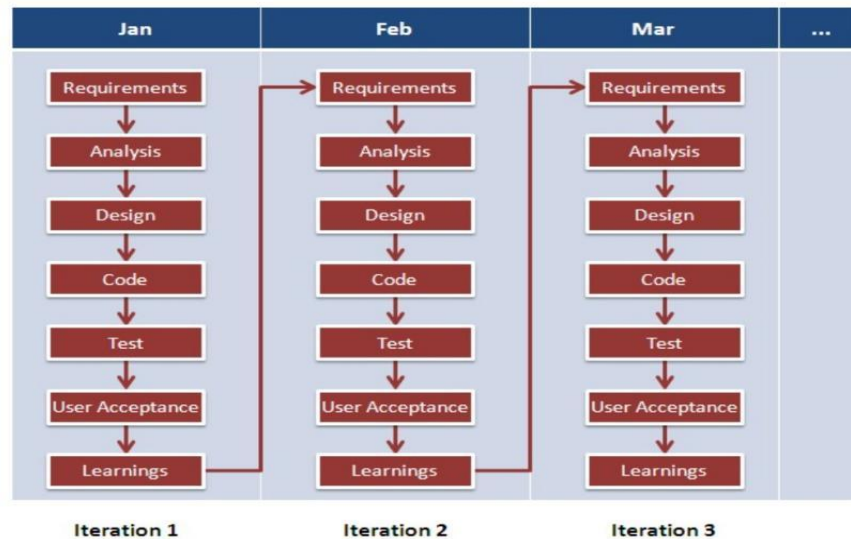 Jan Feb Mar ...
Requirements Requirements Requirements
Analysis Analysis Analysis
Design Design Design
Code Code Code
Test Test Test
User Acceptance User Acceptance User Acceptance
Learnings Learnings Learnings
Iteration 1 Iteration 2 Iteration 3